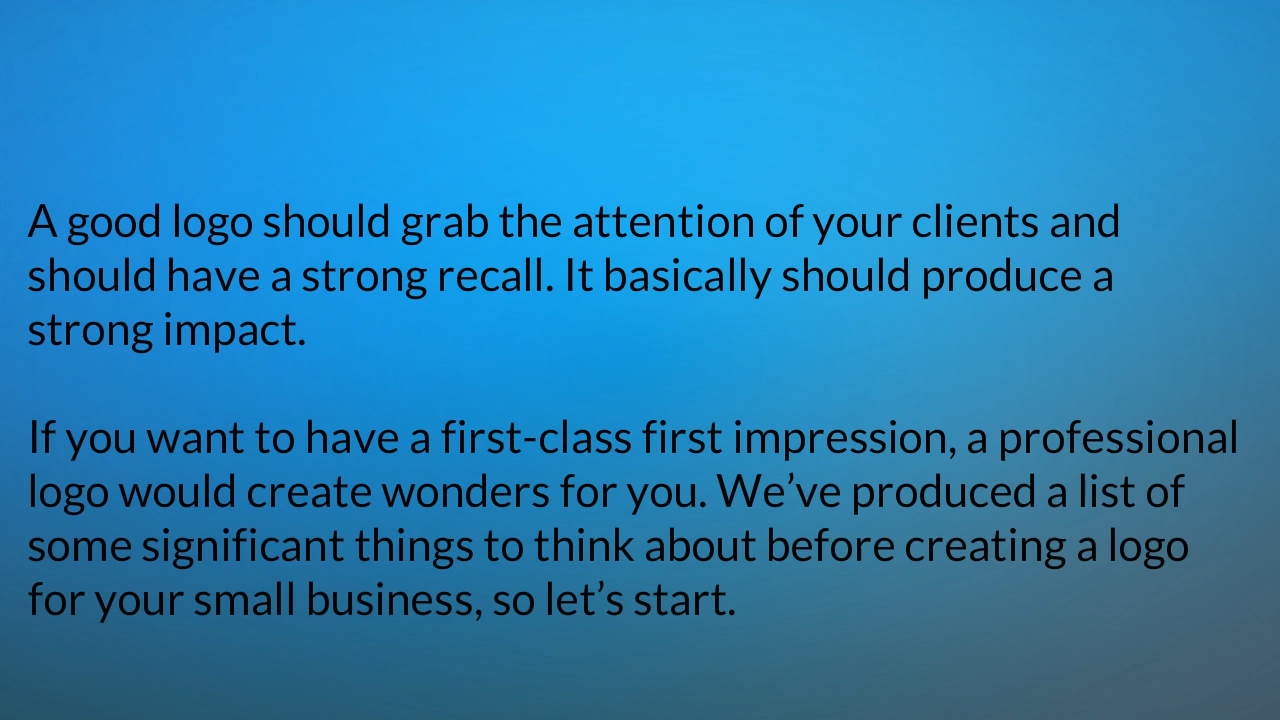 A good logo should grab the attention of your clients and
should have a strong recall. It basically should produce a
strong impact.
If you want to have a first-class first impression, a professional
logo would create wonders for you. We’ve produced a list of
some significant things to think about before creating a logo
for your small business, so let’s start.